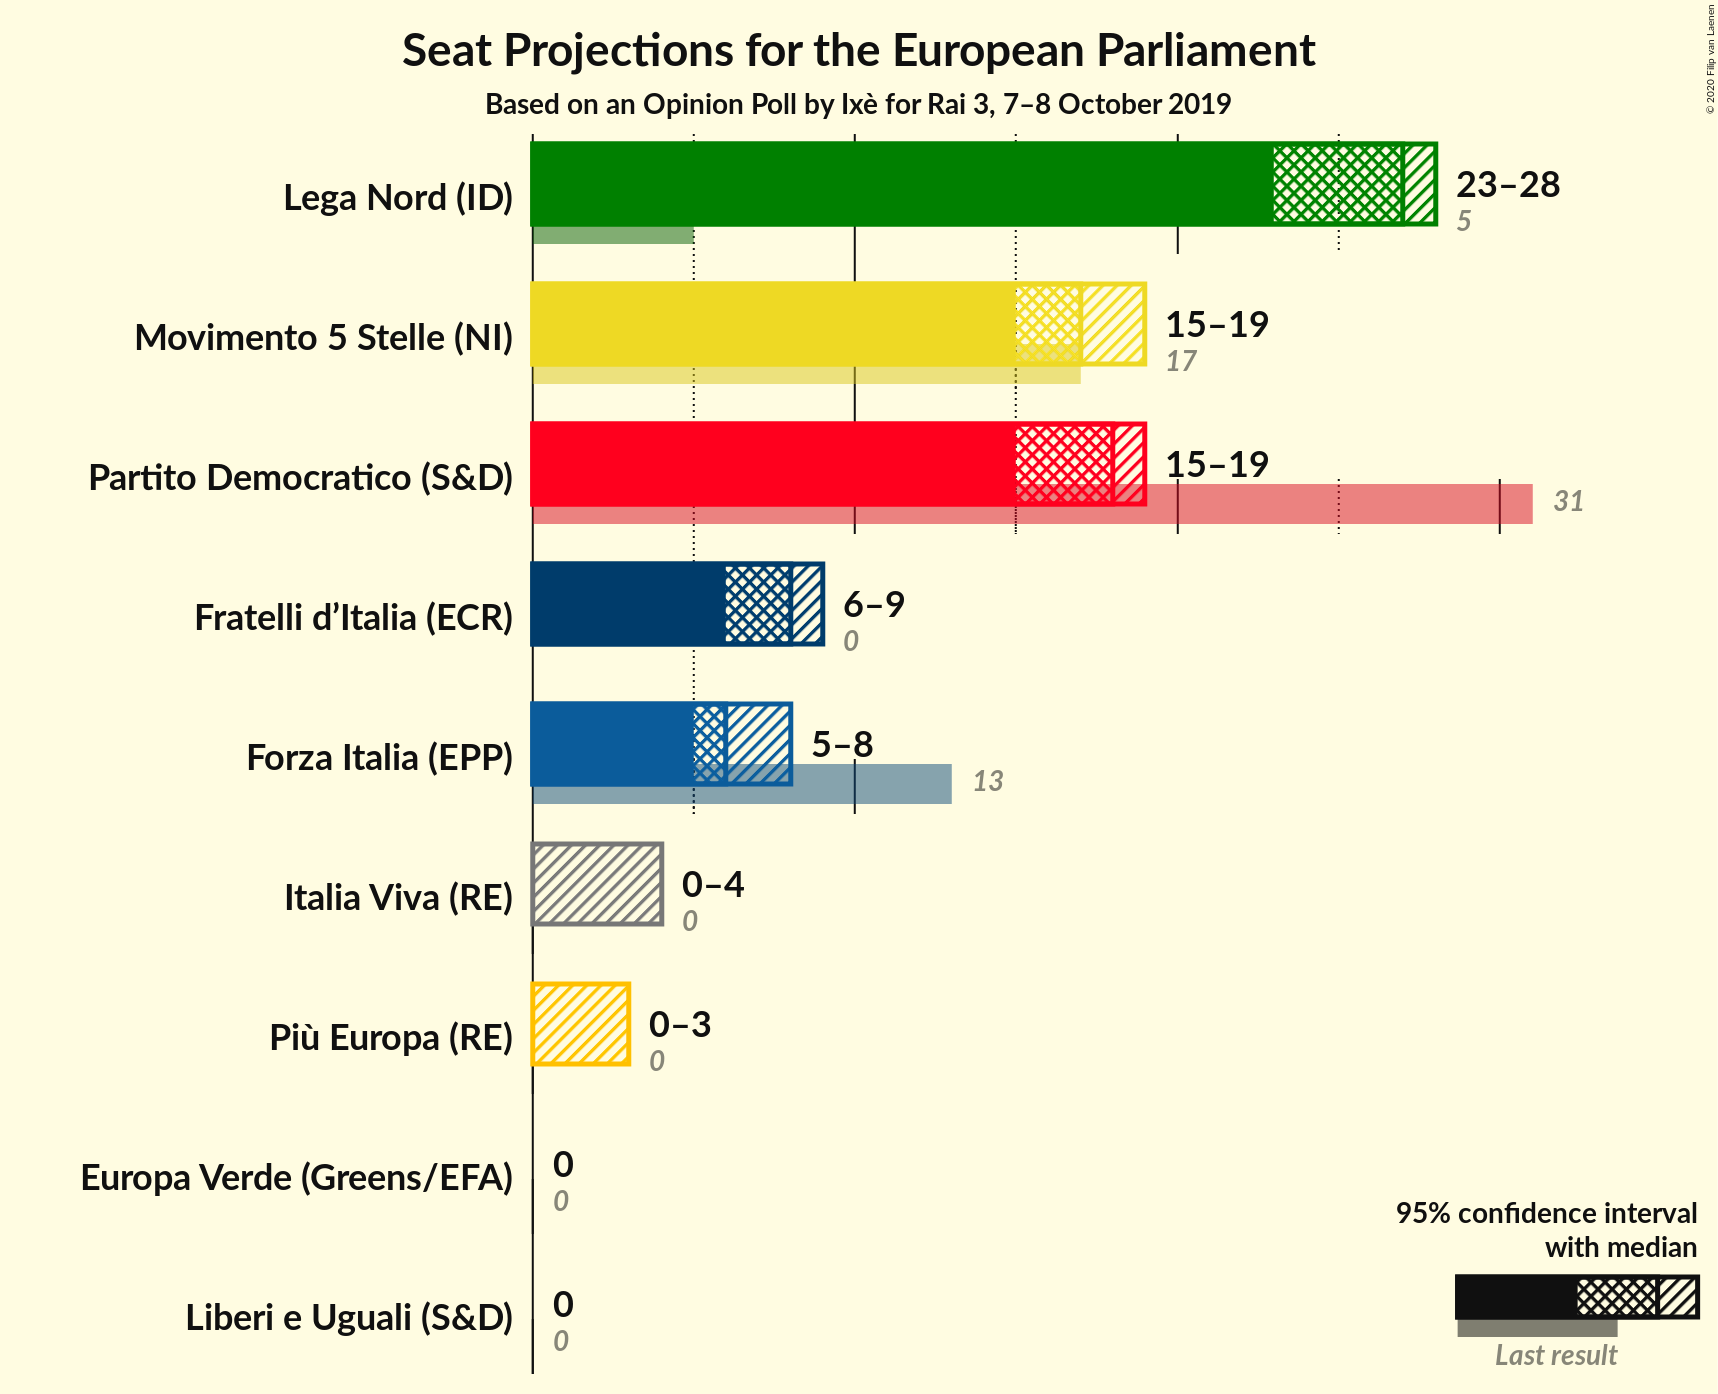 Seat Projections for the European Parliament
Based on an Opinion Poll by Ixè for Rai 3, 7–8 October 2019
© 2020 Filip van Laenen
Lega Nord (ID)
23–28
5
Movimento 5 Stelle (NI)
15–19
17
Partito Democratico (S&D)
15–19
31
Fratelli d’Italia (ECR)
6–9
0
Forza Italia (EPP)
5–8
13
Italia Viva (RE)
0–4
0
Più Europa (RE)
0–3
0
Europa Verde (Greens/EFA)
0
0
Liberi e Uguali (S&D)
0
0
95% confidence interval
with median
Last result